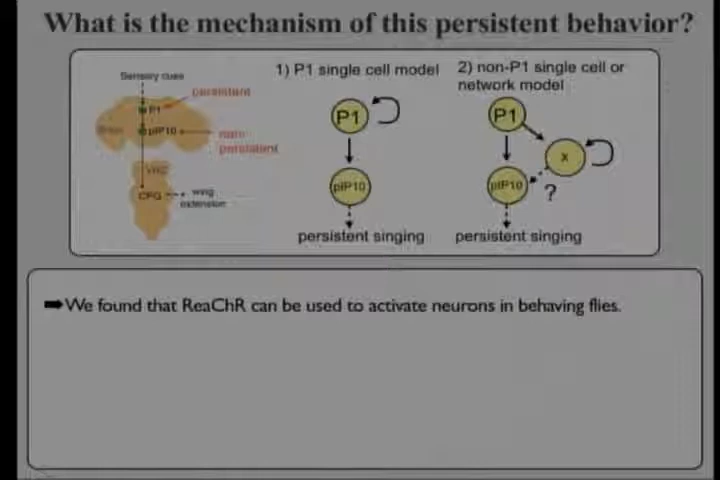 What is the mechanism of this persistent behavior?
1) P1 single cell model
2) non-P1 single cell or
network model
Sensory cues
persistent
P1
Brain
pIP10
non-
persistent
VNC
CPG
wing
extension
P1
pIP10
persistent singing
P1
x
pIP10
?
persistent singing
➡We found that ReaChR can be used to activate neurons in behaving flies.